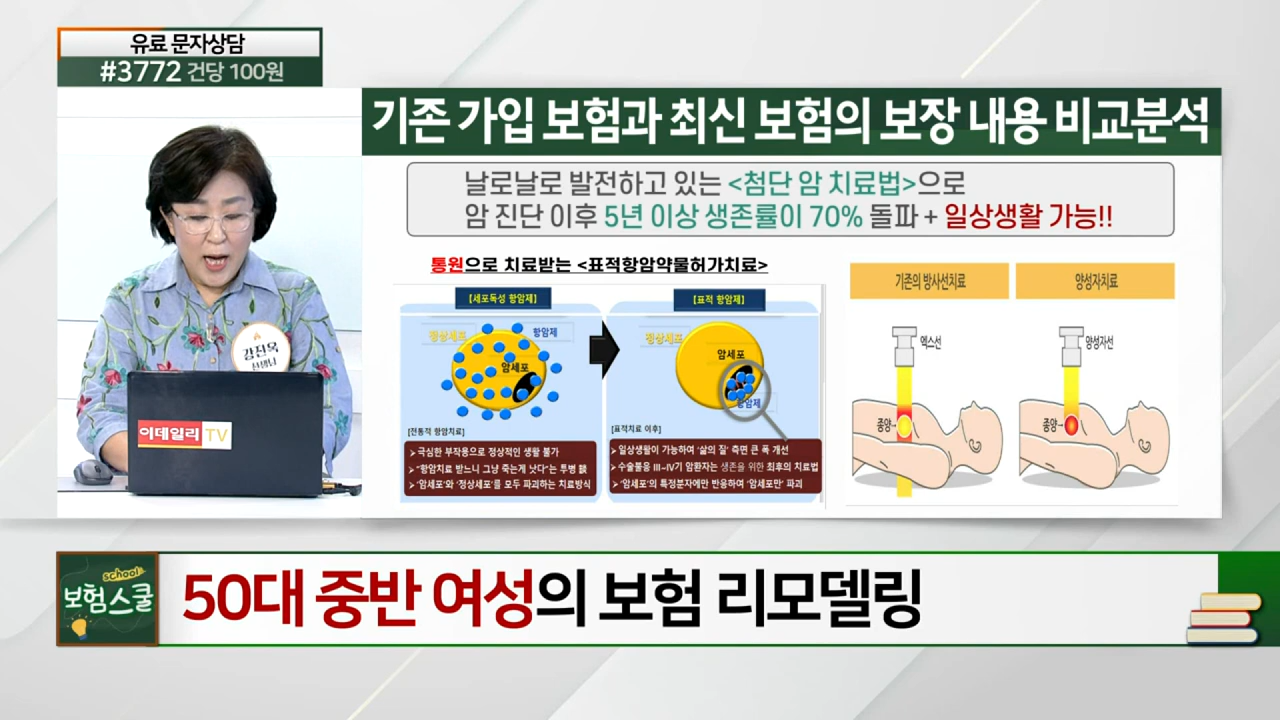 유료 문자상담
#3772 건당 100원
기존 가입 보험과 최신 보험의 보장 내용 비교분석
날로날로 발전하고 있는 <첨단 암 치료법>으로
암 진단 이후 5년 이상 생존률이 70% 돌파 + 일상생활 가능!!
통원으로 치료받는 <표적항암약물허가치료>
[세포독성 항암제]
정상세포
항암제
암세포
[전통적 항암치료]
➢ 극심한 부작용으로 정상적인 생활 불가
➢ "항암치료 받느니 그냥 죽는게 낫다"는 투병 談
➢ '암세포'와 '정상세포'를 모두 파괴하는 치료방식
[표적 항암제]
정상세포
암세포
항암제
[표적치료 이후]
➢ 일상생활이 가능하여 '삶의 질' 측면 큰 폭 개선
➢ 수술불응 III~IV기 암환자는 생존을 위한 최후의 치료법
➢ '암세포'의 특정분자에만 반응하여 '암세포만' 파괴
기존의 방사선치료
엑스선
종양→
양성자치료
양성자선
종양→
강진옥
선생님
이데일리 TV
school
보험스쿨
50대 중반 여성의 보험 리모델링